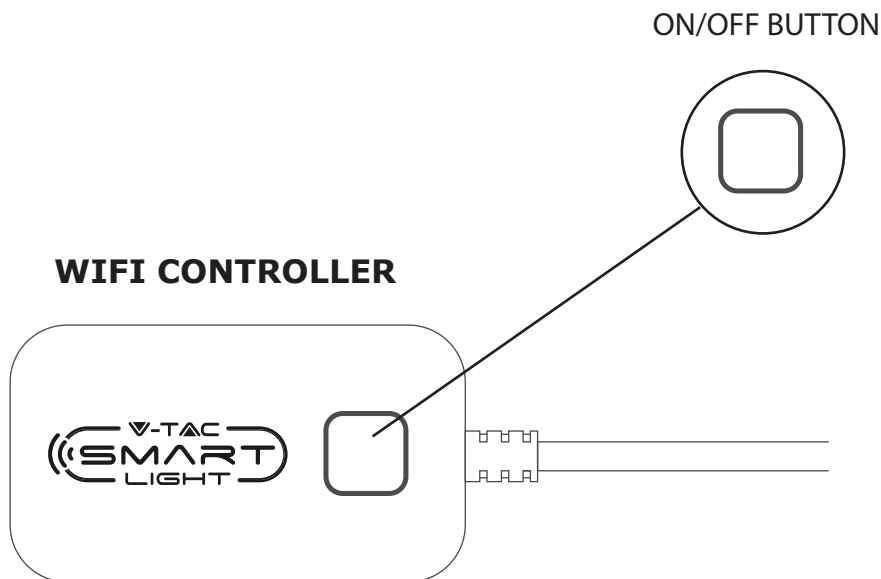 ON/OFF BUTTON
WIFI CONTROLLER
V-TAC
SMART
LIGHT